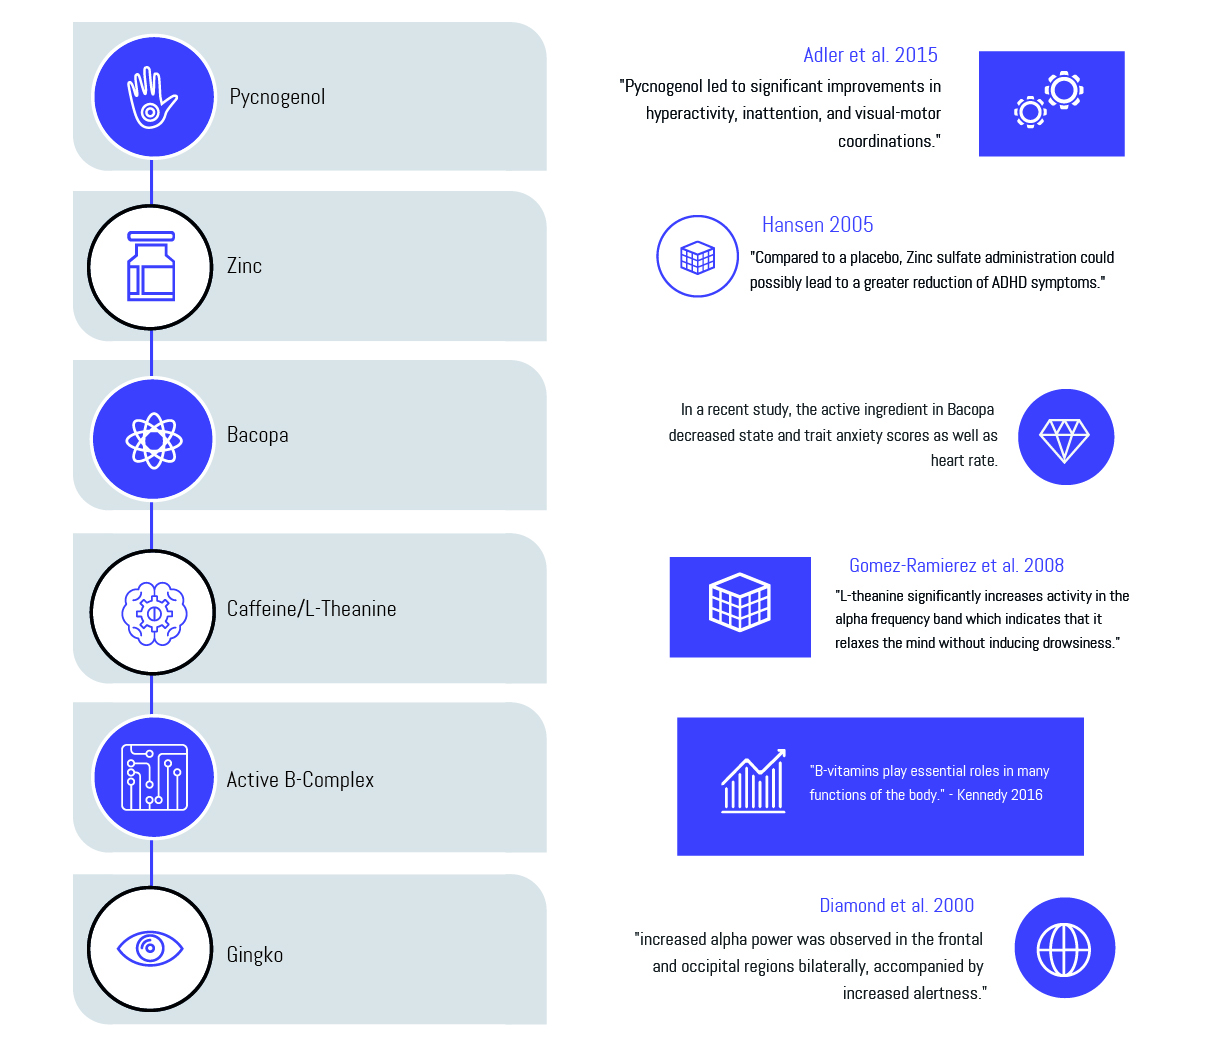 Pycnogenol
Adler et al. 2015
"Pycnogenol led to significant improvements in
hyperactivity, inattention, and visual-motor
coordinations."
Zinc
Hansen 2005
"Compared to a placebo, Zinc sulfate administration could
possibly lead to a greater reduction of ADHD symptoms."
Bacopa
In a recent study, the active ingredient in Bacopa
decreased state and trait anxiety scores as well as
heart rate.
Caffeine/L-Theanine
Gomez-Ramierez et al. 2008
"L-theanine significantly increases activity in the
alpha frequency band which indicates that it
relaxes the mind without inducing drowsiness."
Active B-Complex
"B-vitamins play essential roles in many
functions of the body." - Kennedy 2016
Gingko
Diamond et al. 2000
"increased alpha power was observed in the frontal
and occipital regions bilaterally, accompanied by
increased alertness."